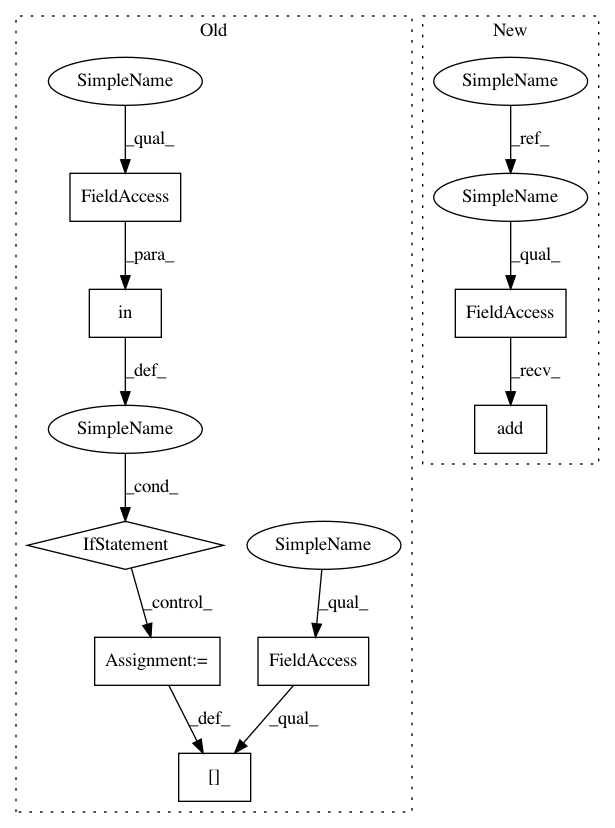 Old
New
SimpleName
SimpleName
_qual_
_ref_
FieldAccess
SimpleName
_para_
_qual_
in
FieldAccess
_def_
_recv_
SimpleName
add
_cond_
IfStatement
SimpleName
_control_
_qual_
Assignment:=
FieldAccess
_def_
_qual_
[]